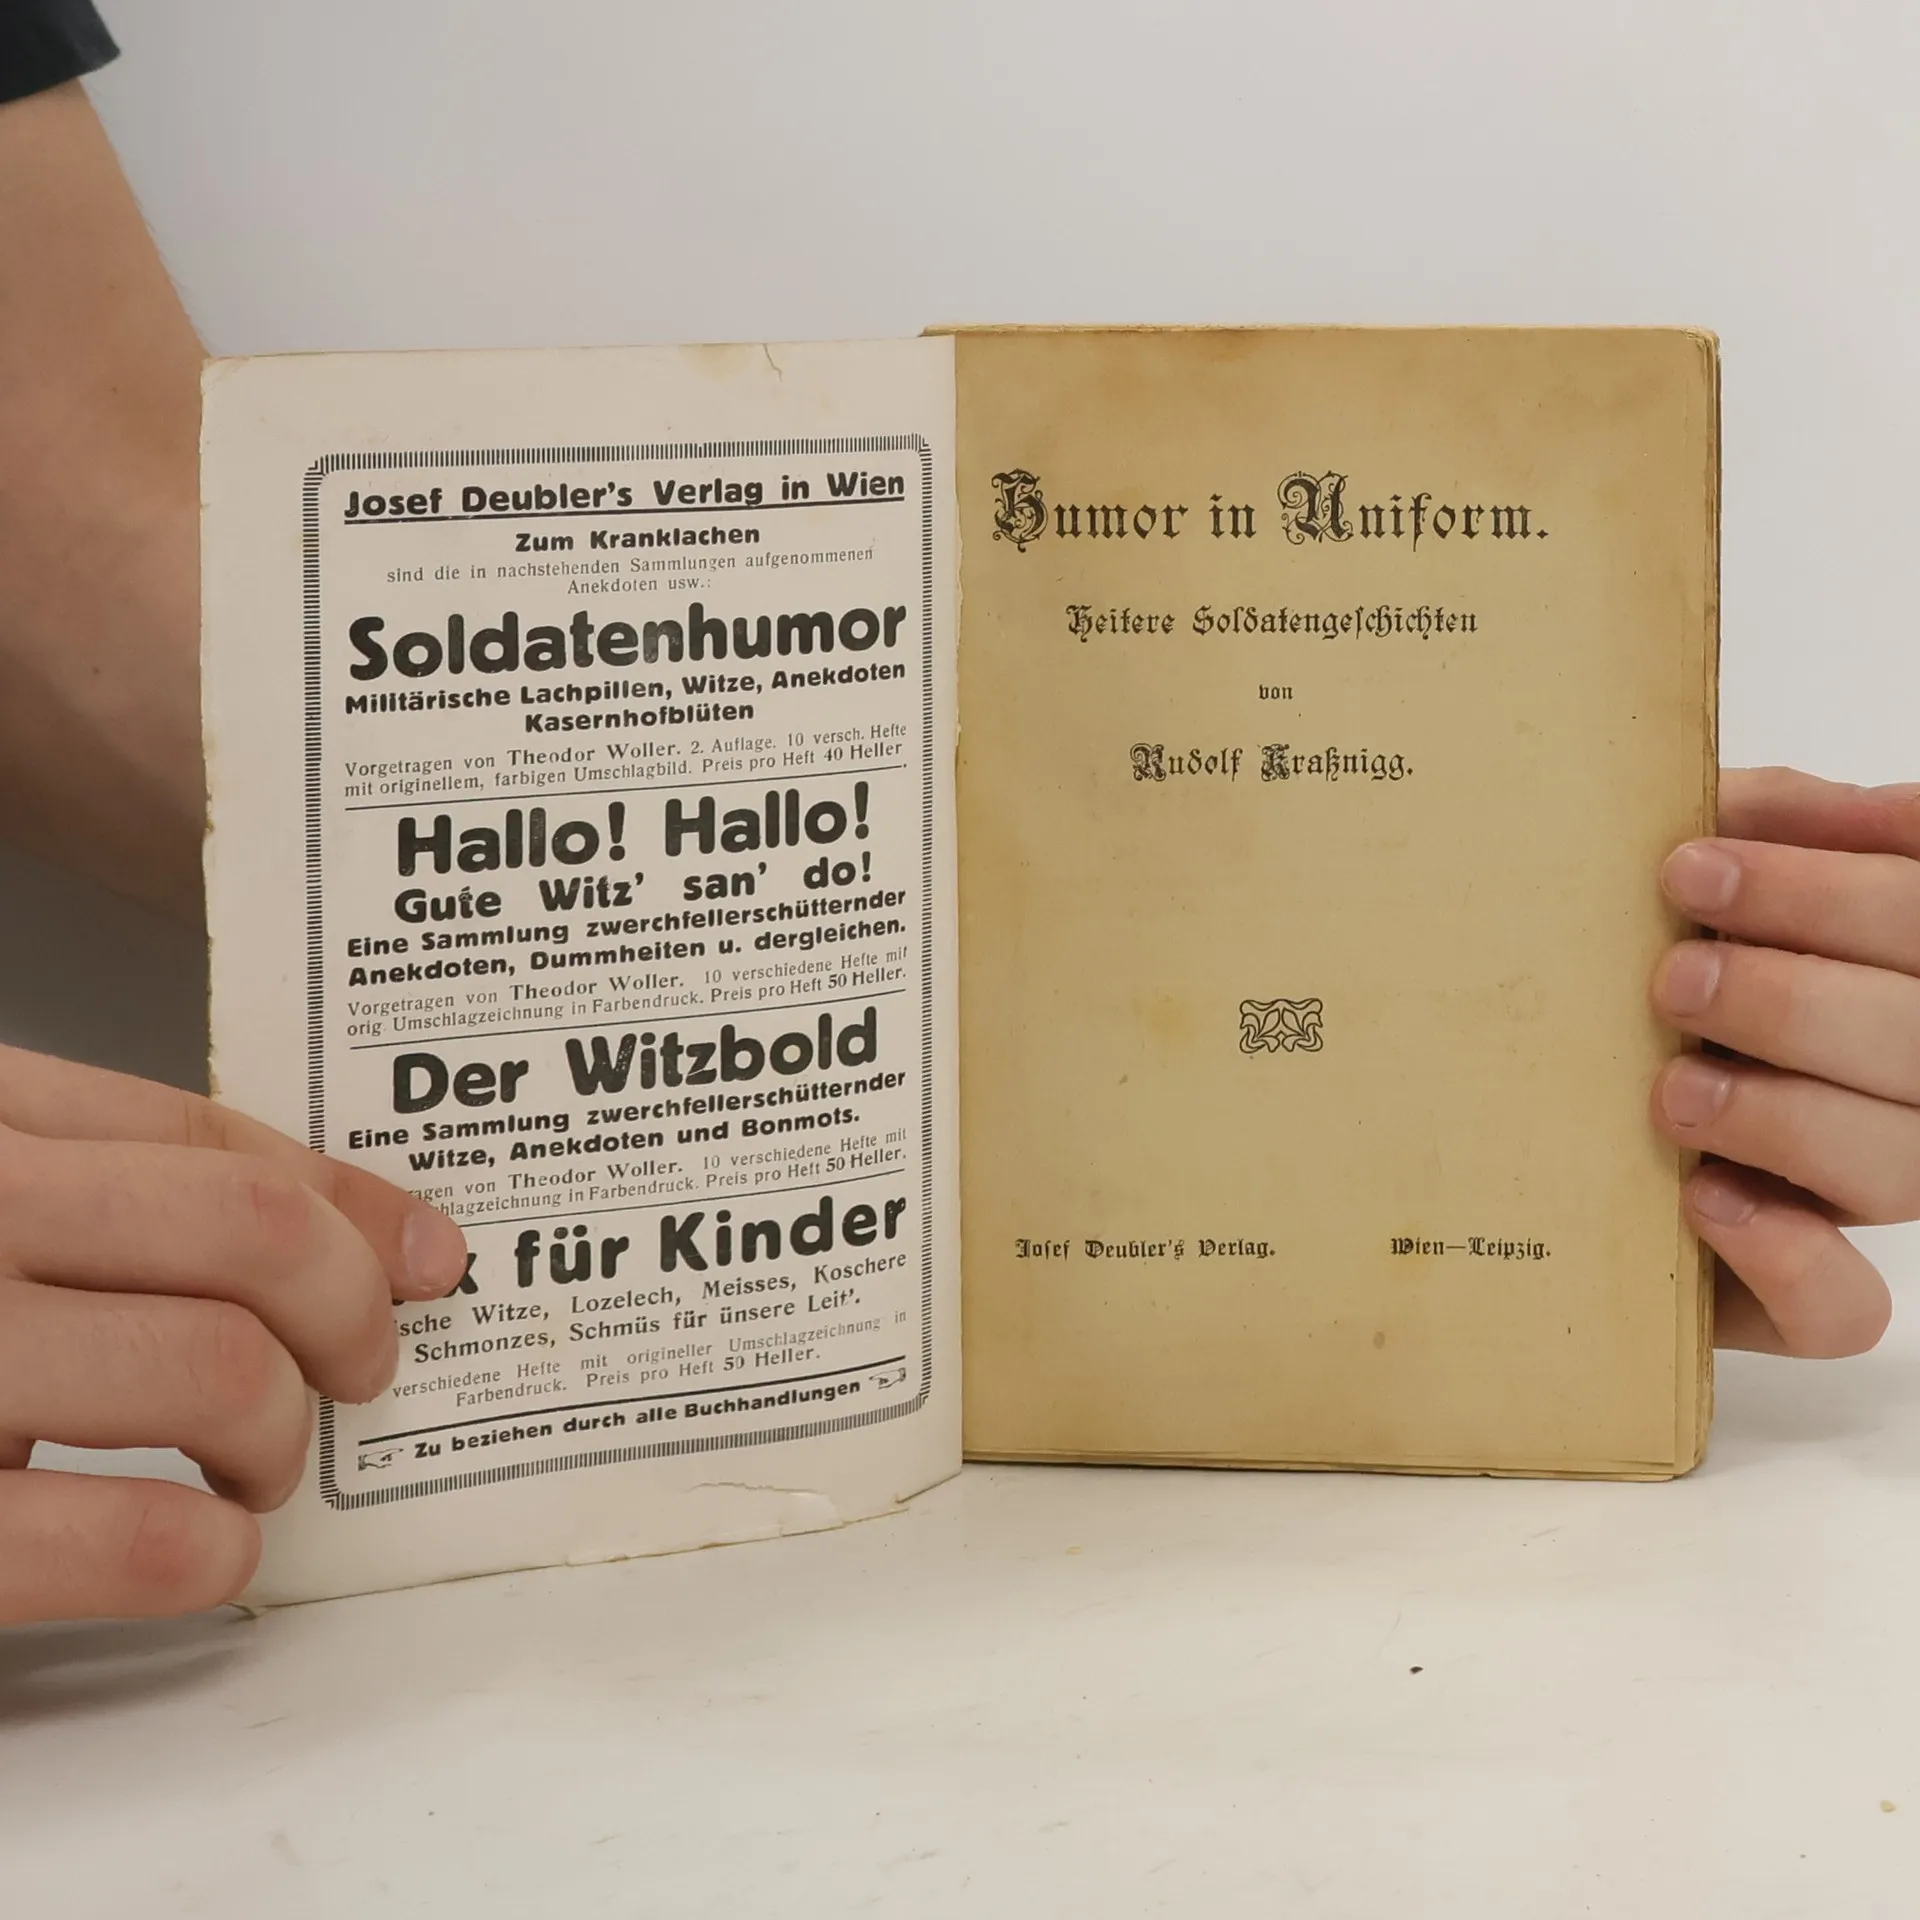 Josef Deubler's Verlag in Wien
Zum Kranklachen
sind die in nachstehenden Sammlungen aufgenommenen
Anekdoten usw.:
Soldatenhumor
Militärische Lachpillen, Witze, Anekdoten
Kasernhofblüten
Vorgetragen von Theodor Woller. 2. Auflage. 10 versch. Hefte
mit originellem, farbigen Umschlagbild. Preis pro Heft 40 Heller.
Hallo! Hallo!
Gute Witz' san' do!
Eine Sammlung zwerchfellerschütternder
Anekdoten, Dummheiten u. dergleichen.
Vorgetragen von Theodor Woller. 10 verschiedene Hefte mit
orig. Umschlagzeichnung in Farbendruck. Preis pro Heft 50 Heller.
Der Witzbold
Eine Sammlung zwerchfellerschütternder
Witze, Anekdoten und Bonmots.
von Theodor Woller. 10 verschiedene Hefte mit
in Farbendruck. Preis pro Heft 50 Heller.
für Kinder
Witze, Lozelech, Meisses, Koschere
Schmonzes, Schmüs für ünsere Leit'.
verschiedene Hefte mit origineller Umschlagzeichnung in
Farbendruck. Preis pro Heft 50 Heller.
Zu beziehen durch alle Buchhandlungen
Humor in Uniform.
Heitere Soldatengeschichten
von
Rudolf Kraßnigg.
Josef Deubler's Verlag. Wien—Leipzig.